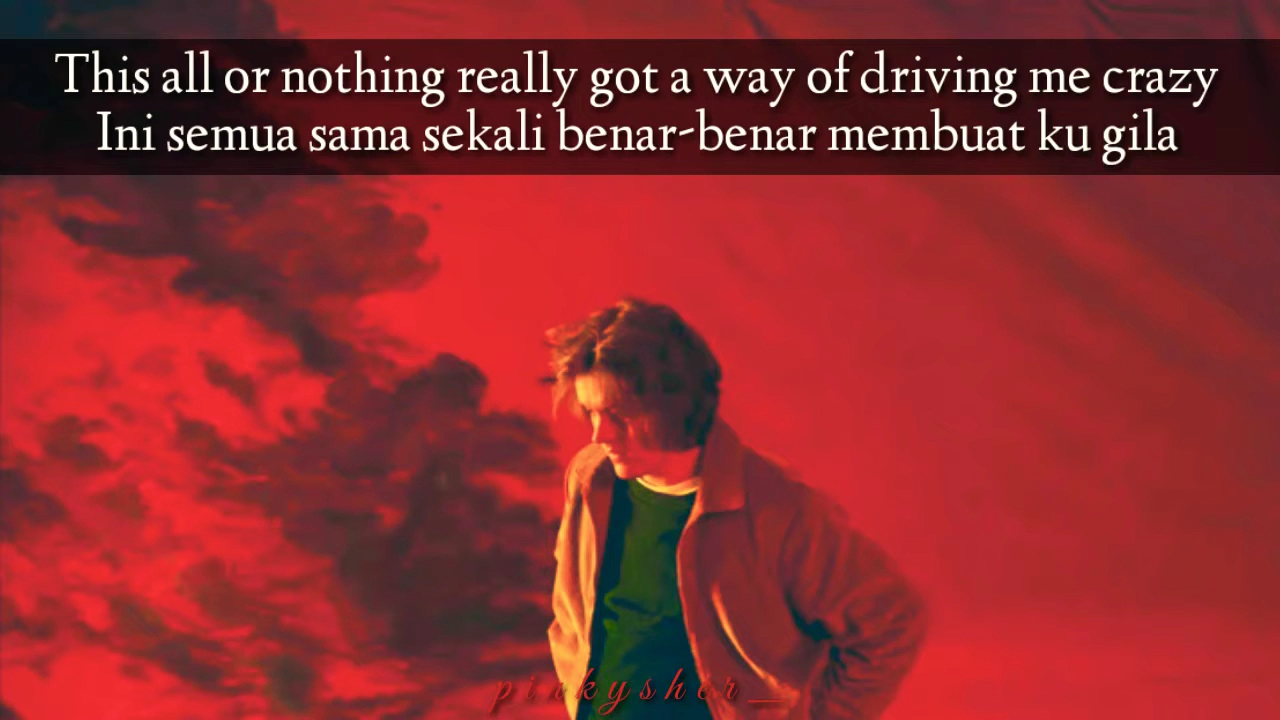 This all or nothing really got a way of driving me crazy
Ini semua sama sekali benar-benar membuat ku gila
pinkysher_